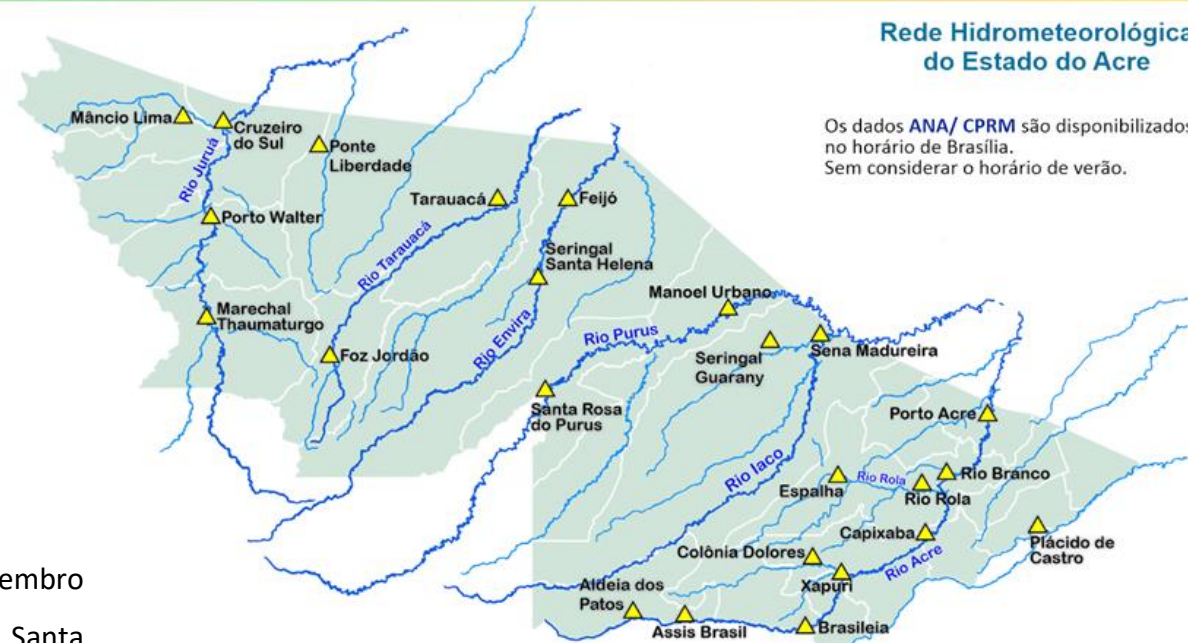 Rede Hidrometeorológica
do Estado do Acre
Os dados ANA/ CPRM são disponibilizados
no horário de Brasília.
Sem considerar o horário de verão.
Mâncio Lima
Cruzeiro
do Sul
Ponte
Liberdade
Rio Juruá
Tarauacá
Feijó
Porto Walter
Rio Tarauacá
Seringal
Santa Helena
Manoel Urbano
Marechal
Thaumaturgo
Rio Envira
Rio Purus
Foz Jordão
Seringal
Guarany
Sena Madureira
Santa Rosa
do Purus
Porto Acre
Rio Iaco
Espalha
Rio Rola
Rio Rola
Rio Branco
Capixaba
Plácido de
Castro
Colônia Dolores
Rio Acre
Xapuri
Aldeia dos
Patos
Assis Brasil
Brasileia
embro
Santa